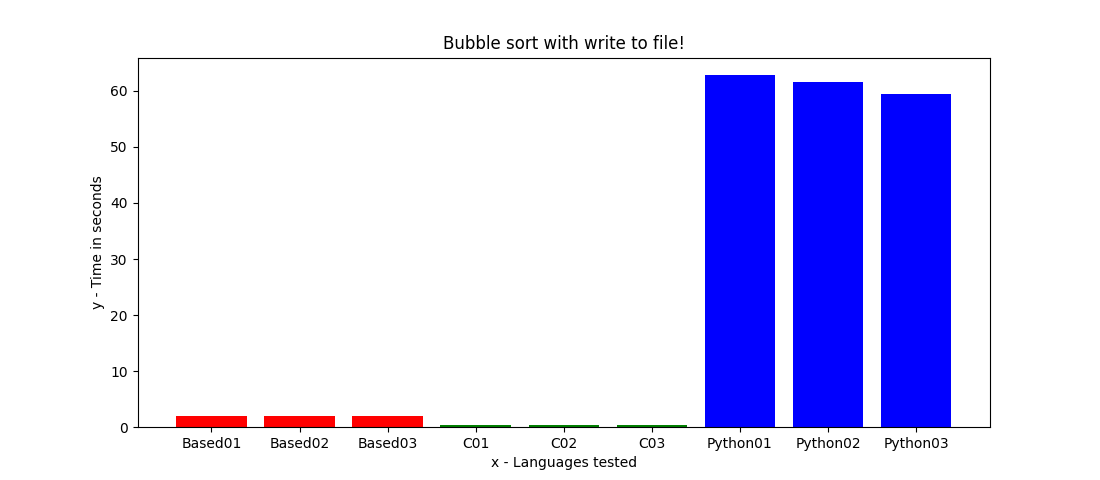 Bubble sort with write to file!
y - Time in seconds
60
50
40
30
20
10
0
Based01 Based02 Based03 C01 C02 C03 Python01 Python02 Python03
x - Languages tested